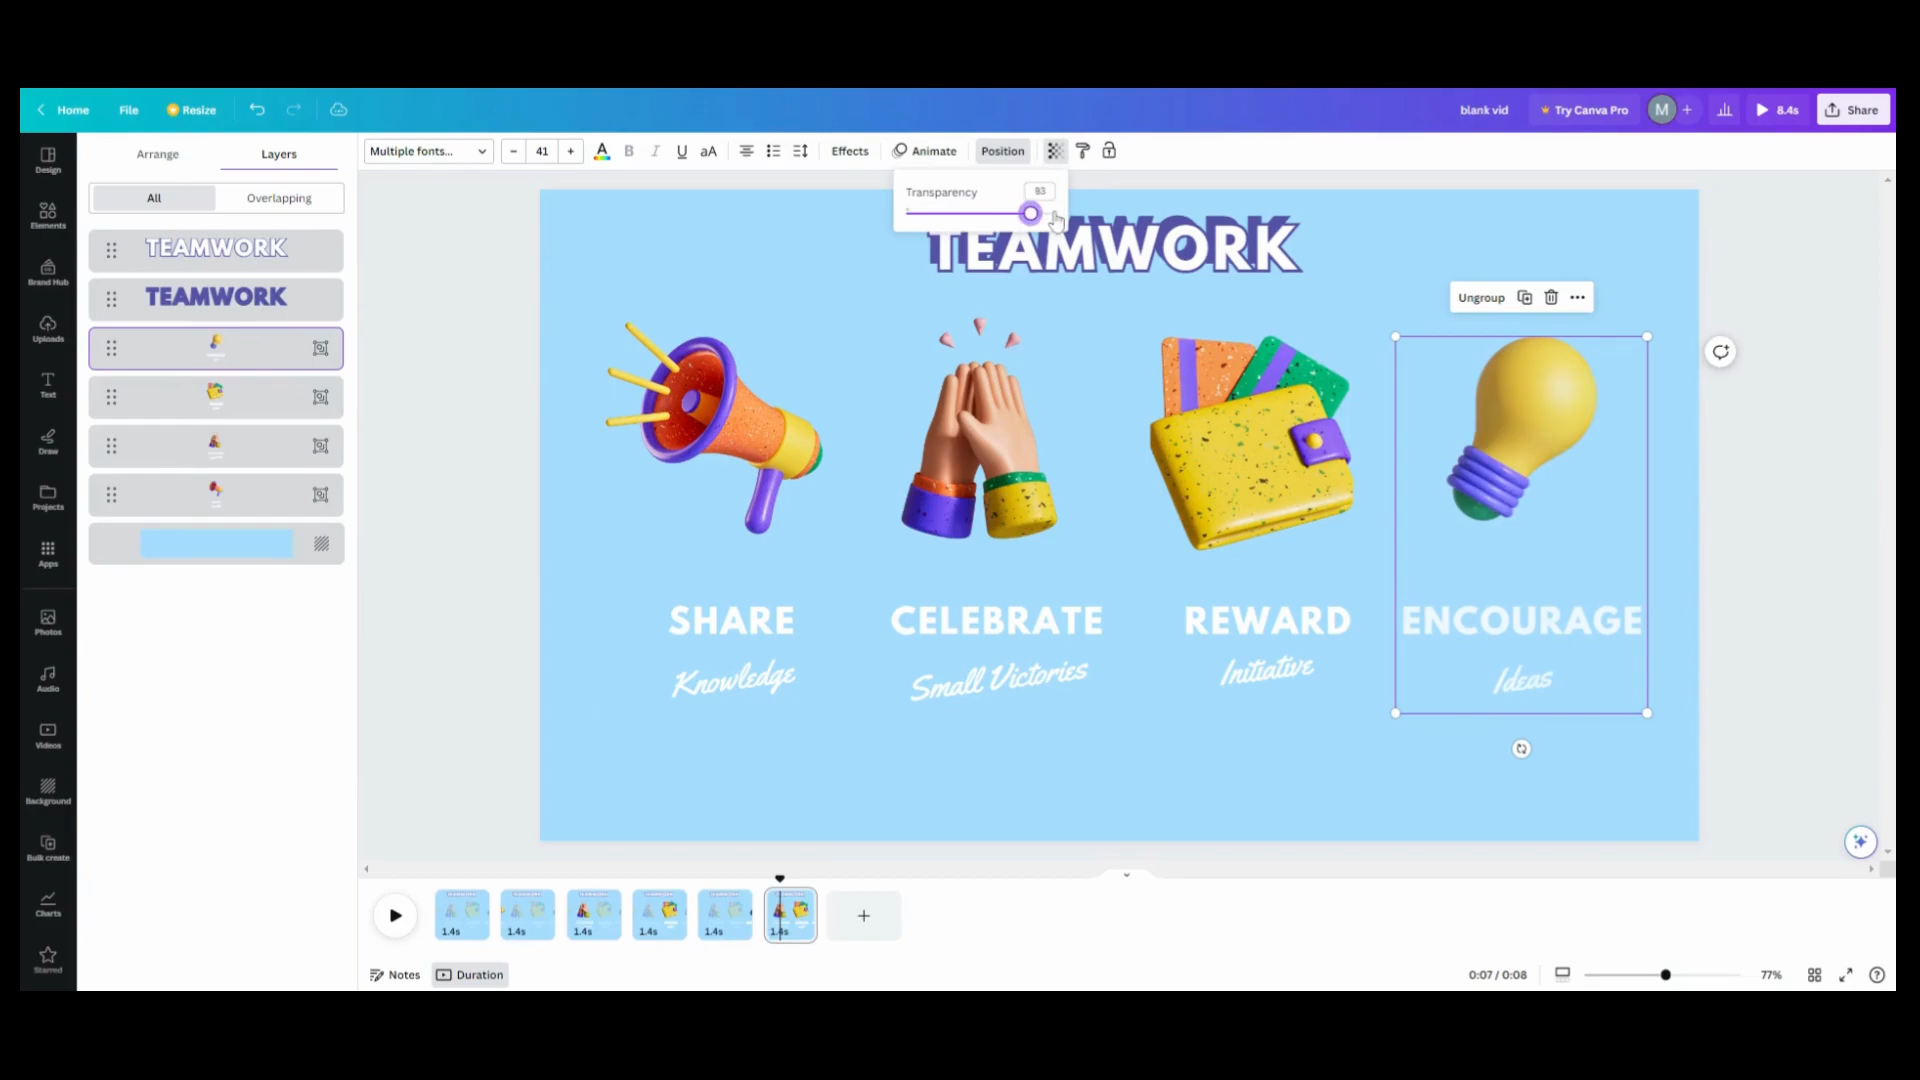 Home File Resize blank vid Try Canva Pro M + 8.4s Share
Arrange Layers Multiple fonts... - 41 + A B I U aA Effects Animate Position
Transparency 93
All Overlapping
TEAMWORK
TEAMWORK
Design
Elements
Brand Hub
Uploads
Text
Draw
Projects
Apps
Photos
Audio
Videos
Background
Bulk create
Charts
Starred
TEAMWORK
Ungroup
SHARE CELEBRATE REWARD ENCOURAGE
Knowledge Small Victories Initiative Ideas
1.4s 1.4s 1.4s 1.4s 1.4s 1.4s
Notes Duration 0:07 / 0:08 77%